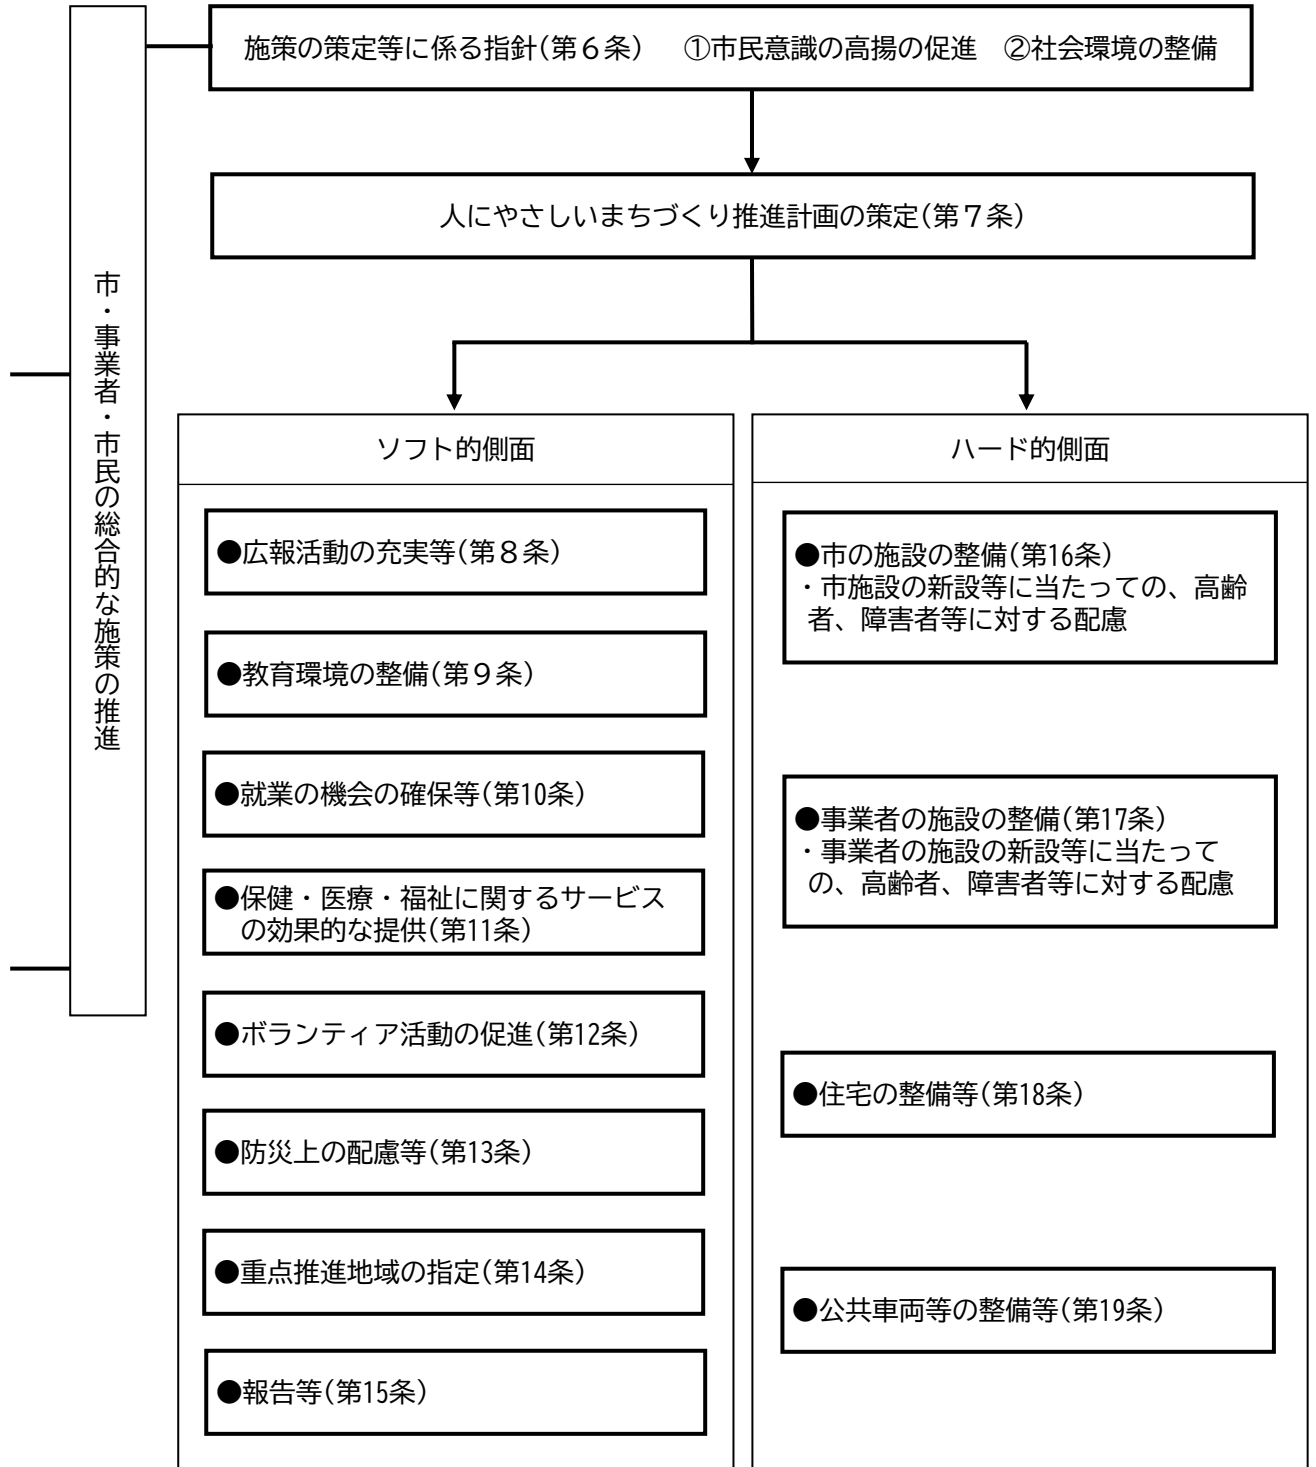 市・事業者・市民の総合的な施策の推進
施策の策定等に係る指針(第６条)　①市民意識の高揚の促進　②社会環境の整備
人にやさしいまちづくり推進計画の策定(第７条)
ソフト的側面
●広報活動の充実等(第８条)
●教育環境の整備(第９条)
●就業の機会の確保等(第10条)
●保健・医療・福祉に関するサービス
の効果的な提供(第11条)
●ボランティア活動の促進(第12条)
●防災上の配慮等(第13条)
●重点推進地域の指定(第14条)
●報告等(第15条)
ハード的側面
●市の施設の整備(第16条)
・市施設の新設等に当たっての、高齢
者、障害者等に対する配慮
●事業者の施設の整備(第17条)
・事業者の施設の新設等に当たって
の、高齢者、障害者等に対する配慮
●住宅の整備等(第18条)
●公共車両等の整備等(第19条)